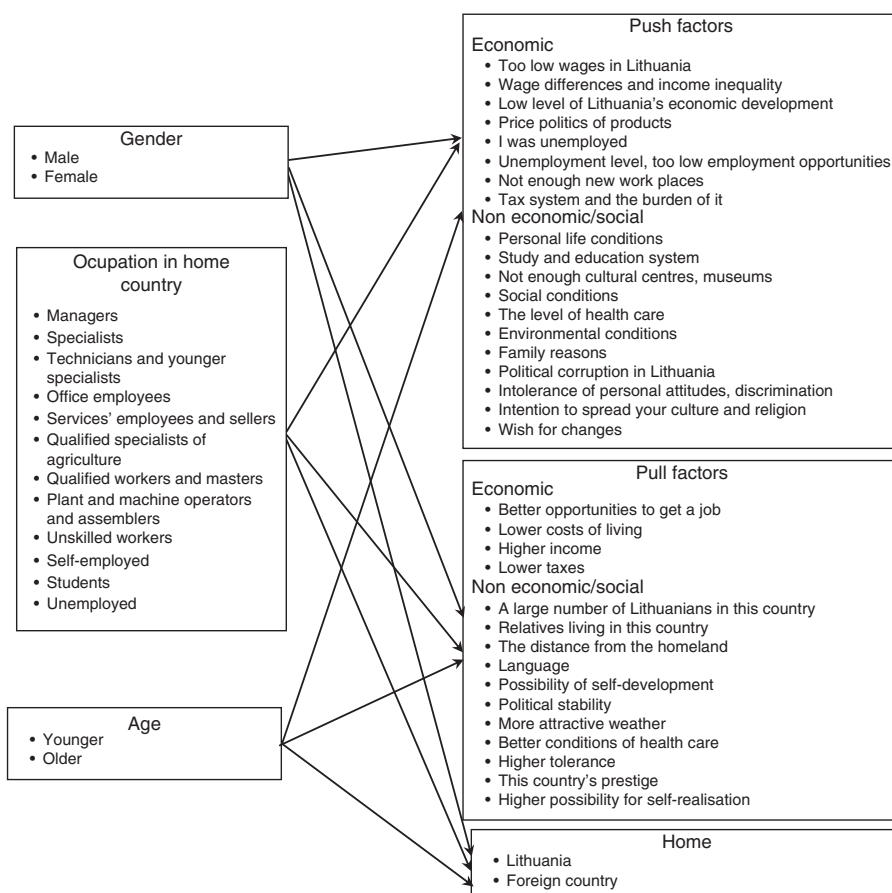 Gender
• Male
• Female
Ocupation in home
country
• Managers
• Specialists
• Technicians and younger
specialists
• Office employees
• Services’ employees and sellers
• Qualified specialists of
agriculture
• Qualified workers and masters
• Plant and machine operators
and assemblers
• Unskilled workers
• Self-employed
• Students
• Unemployed
Age
• Younger
• Older
Push factors
Economic
• Too low wages in Lithuania
• Wage differences and income inequality
• Low level of Lithuania’s economic development
• Price politics of products
• I was unemployed
• Unemployment level, too low employment opportunities
• Not enough new work places
• Tax system and the burden of it
Non economic/social
• Personal life conditions
• Study and education system
• Not enough cultural centres, museums
• Social conditions
• The level of health care
• Environmental conditions
• Family reasons
• Political corruption in Lithuania
• Intolerance of personal attitudes, discrimination
• Intention to spread your culture and religion
• Wish for changes
Pull factors
Economic
• Better opportunities to get a job
• Lower costs of living
• Higher income
• Lower taxes
Non economic/social
• A large number of Lithuanians in this country
• Relatives living in this country
• The distance from the homeland
• Language
• Possibility of self-development
• Political stability
• More attractive weather
• Better conditions of health care
• Higher tolerance
• This country’s prestige
• Higher possibility for self-realisation
Home
• Lithuania
• Foreign country